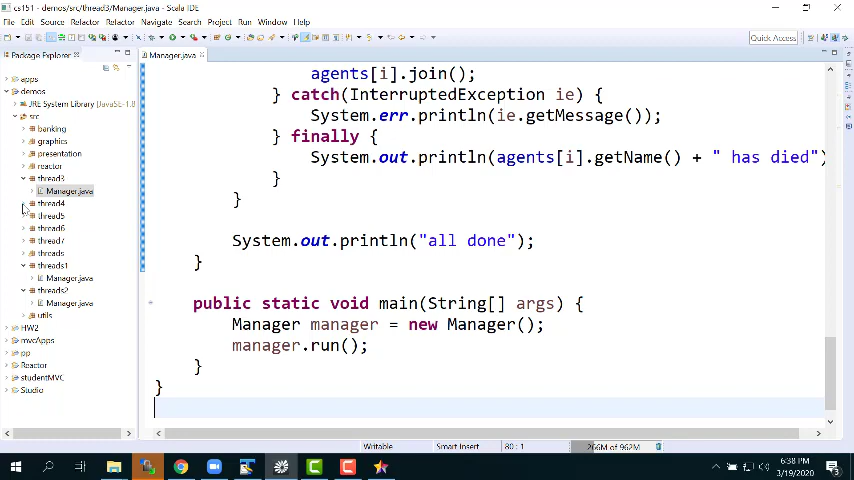 cs151 - demos/src/thread3/Manager.java - Scala IDE
File Edit Source Refactor Refactor Navigate Search Project Run Window Help
Quick Access
Package Explorer
Manager.java
apps
demos
JRE System Library [JavaSE-1.8
src
banking
graphics
presentation
reactor
thread3
Manager.java
thread4
thread5
thread6
thread7
threads
threads1
Manager.java
threads2
Manager.java
utils
HW2
mvcApps
pp
Reactor
studentMVC
Studio
agents[i].join();
} catch(InterruptedException ie) {
System.err.println(ie.getMessage());
} finally {
System.out.println(agents[i].getName() + " has died")
}
}
System.out.println("all done");
}
public static void main(String[] args) {
Manager manager = new Manager();
manager.run();
}
}
Writable
Smart Insert
80 : 1
266M of 962M
6:38 PM
3/19/2020
3